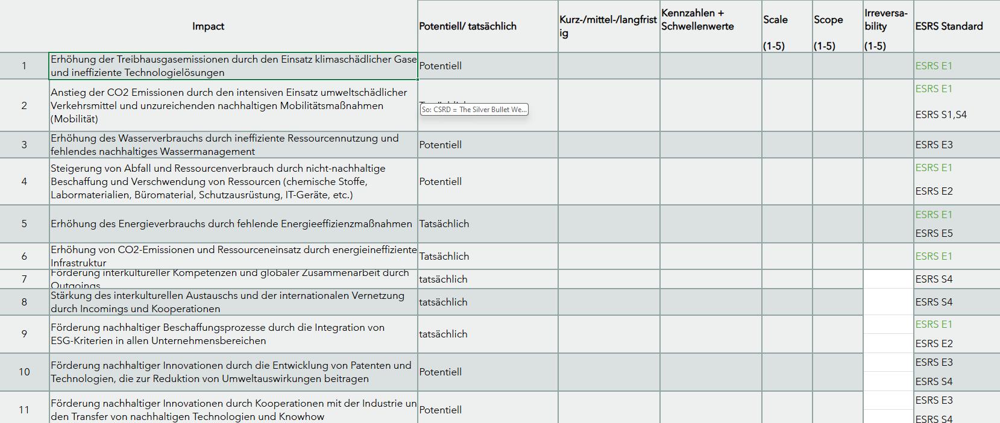 Impact
Potentiell/ tatsächlich
Kurz-/mittel-/langfrist
ig
Kennzahlen +
Schwellenwerte
Scale
(1-5)
Scope
(1-5)
Irreversa-
bility
(1-5)
ESRS Standard
1
Erhöhung der Treibhausgasemissionen durch den Einsatz klimaschädlicher Gase
und ineffiziente Technologielösungen
Potentiell
ESRS E1
2
Anstieg der CO2 Emissionen durch den intensiven Einsatz umweltschädlicher
Verkehrsmittel und unzureichenden nachhaltigen Mobilitätsmaßnahmen
(Mobilität)
So: CSRD = The Silver Bullet We...
ESRS E1
ESRS S1,S4
3
Erhöhung des Wasserverbrauchs durch ineffiziente Ressourcennutzung und
fehlendes nachhaltiges Wassermanagement
Potentiell
ESRS E3
4
Steigerung von Abfall und Ressourcenverbrauch durch nicht-nachhaltige
Beschaffung und Verschwendung von Ressourcen (chemische Stoffe,
Labormaterialien, Büromaterial, Schutzausrüstung, IT-Geräte, etc.)
Potentiell
ESRS E1
ESRS E2
5
Erhöhung des Energieverbrauchs durch fehlende Energieeffizienzmaßnahmen
Tatsächlich
ESRS E1
ESRS E5
6
Erhöhung von CO2-Emissionen und Ressourceneinsatz durch energieineffiziente
Infrastruktur
Tatsächlich
ESRS E1
7
Förderung interkultureller Kompetenzen und globaler Zusammenarbeit durch
Outgoings
tatsächlich
ESRS S4
8
Stärkung des interkulturellen Austauschs und der internationalen Vernetzung
durch Incomings und Kooperationen
tatsächlich
ESRS S4
9
Förderung nachhaltiger Beschaffungsprozesse durch die Integration von
ESG-Kriterien in allen Unternehmensbereichen
tatsächlich
ESRS E1
ESRS E2
10
Förderung nachhaltiger Innovationen durch die Entwicklung von Patenten und
Technologien, die zur Reduktion von Umweltauswirkungen beitragen
Potentiell
ESRS E3
ESRS S4
11
Förderung nachhaltiger Innovationen durch Kooperationen mit der Industrie un
den Transfer von nachhaltigen Technologien und Knowhow
Potentiell
ESRS E3
ESRS S4